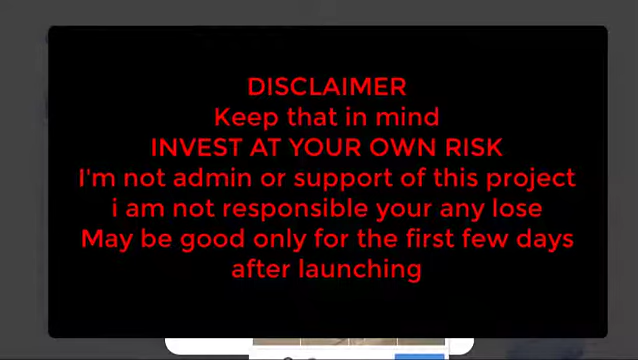 DISCLAIMER
Keep that in mind
INVEST AT YOUR OWN RISK
I'm not admin or support of this project
i am not responsible your any lose
May be good only for the first few days
after launching